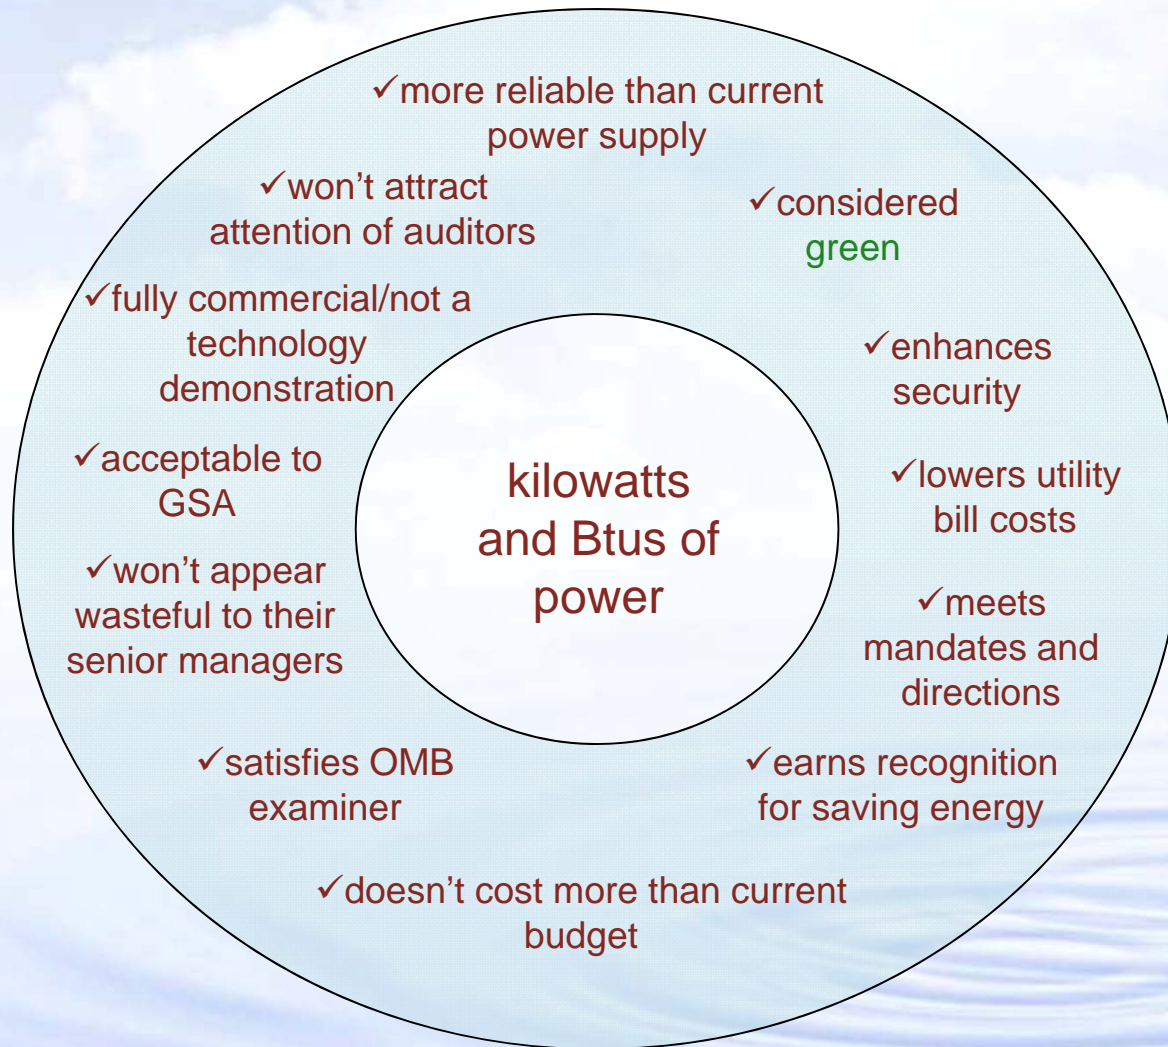 ✓more reliable than current
power supply
✓won’t attract
attention of auditors
✓considered
green
✓fully commercial/not a
technology
demonstration
✓enhances
security
✓acceptable to
GSA
kilowatts
and Btus of
power
✓lowers utility
bill costs
✓won’t appear
wasteful to their
senior managers
✓meets
mandates and
directions
✓satisfies OMB
examiner
✓earns recognition
for saving energy
✓doesn’t cost more than current
budget